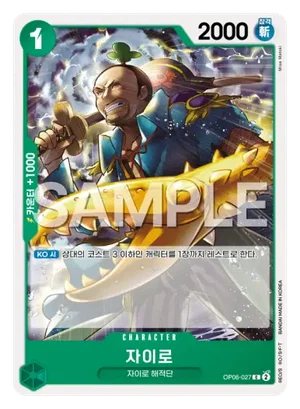 1
2000
참격
斬
카운터 +1000
SAMPLE
KO 시 상대의 코스트 3 이하인 캐릭터를 1장까지 레스트로 한다.
CHARACTER
자이로
자이로 해적단
OP06-027
2
BANDAI MADE IN KOREA